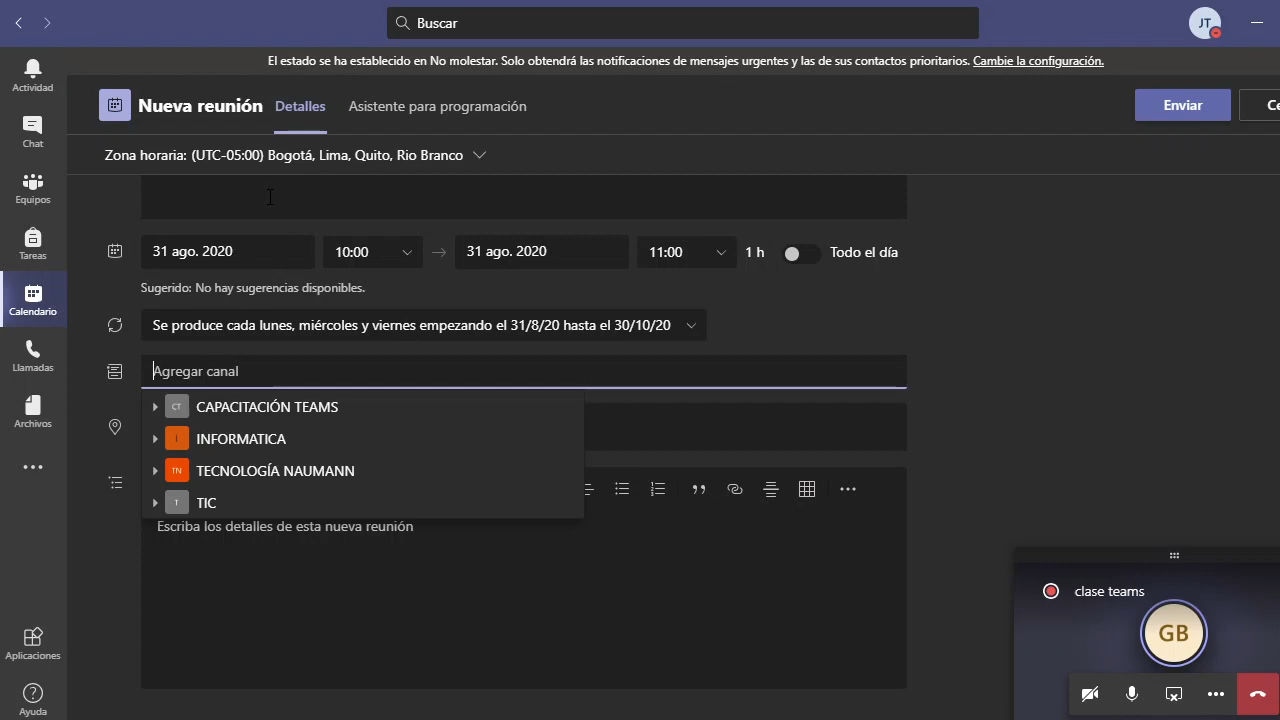 Buscar
JT
El estado se ha establecido en No molestar. Solo obtendrá las notificaciones de mensajes urgentes y las de sus contactos prioritarios. Cambie la configuración.
Actividad
Chat
Equipos
Tareas
Calendario
Llamadas
Archivos
Aplicaciones
Ayuda
Nueva reunión Detalles Asistente para programación Enviar Ce
Zona horaria: (UTC-05:00) Bogotá, Lima, Quito, Rio Branco
31 ago. 2020 10:00 31 ago. 2020 11:00 1 h Todo el día
Sugerido: No hay sugerencias disponibles.
Se produce cada lunes, miércoles y viernes empezando el 31/8/20 hasta el 30/10/20
Agregar canal
CT CAPACITACIÓN TEAMS
I INFORMATICA
TN TECNOLOGÍA NAUMANN
T TIC
Escriba los detalles de esta nueva reunión
clase teams
GB